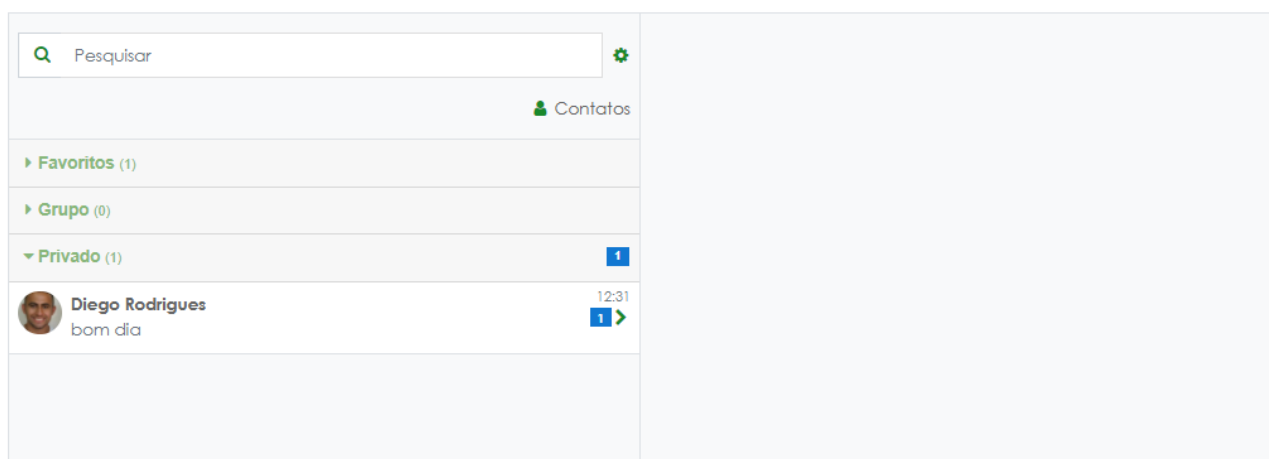 Pesquisar
Contatos
Favoritos (1)
Grupo (0)
Privado (1) 1
Diego Rodrigues 12:31
bom dia 1